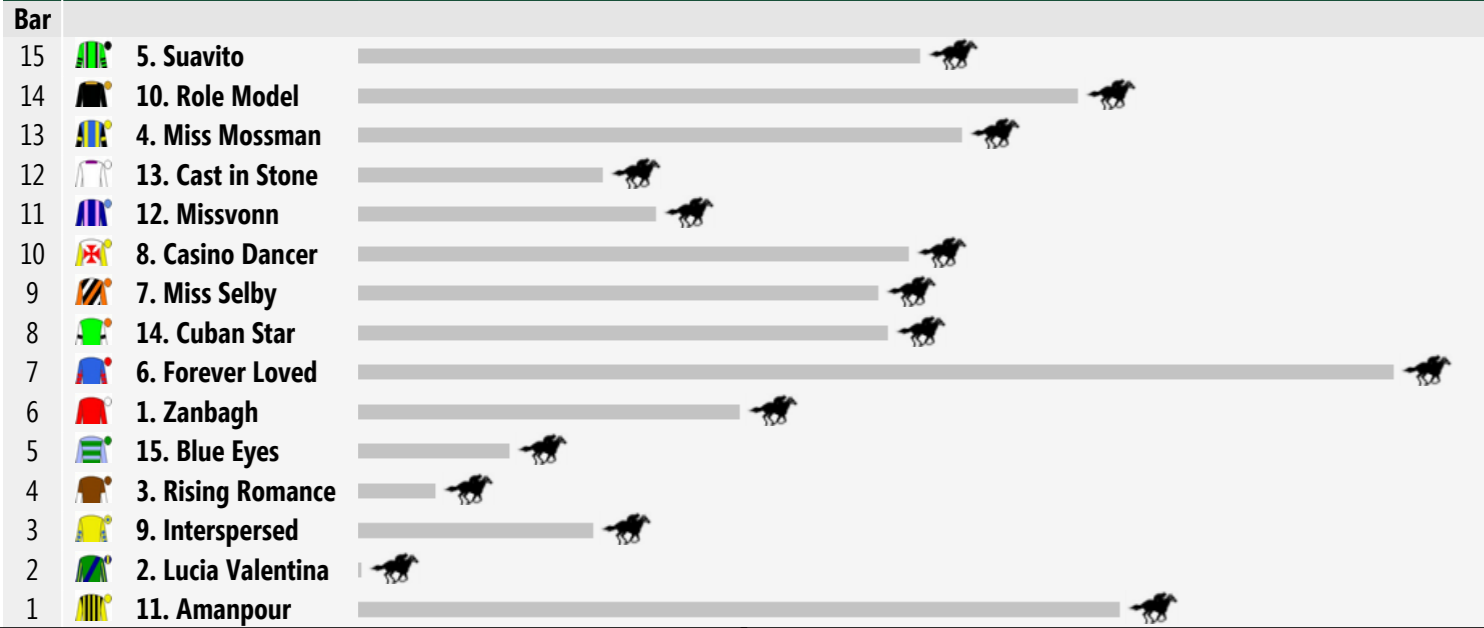 Bar
15 5. Suavito
14 10. Role Model
13 4. Miss Mossman
12 13. Cast in Stone
11 12. Missvonn
10 8. Casino Dancer
9 7. Miss Selby
8 14. Cuban Star
7 6. Forever Loved
6 1. Zanbagh
5 15. Blue Eyes
4 3. Rising Romance
3 9. Interspersed
2 2. Lucia Valentina
1 11. Amanpour